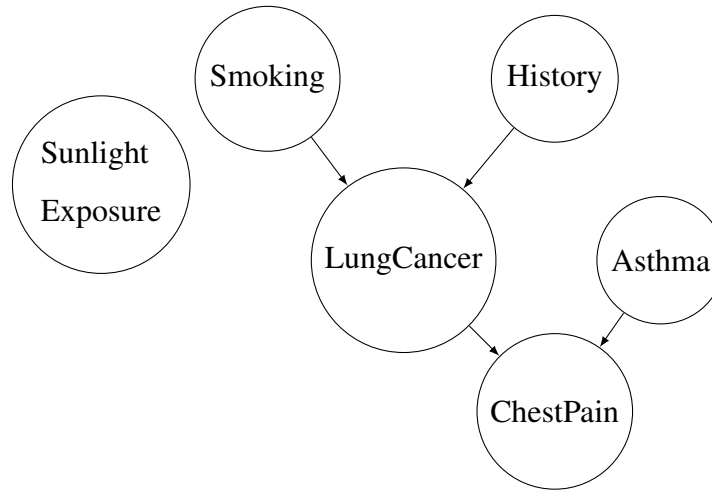 Smoking
History
Sunlight
Exposure
LungCancer
Asthma
ChestPain